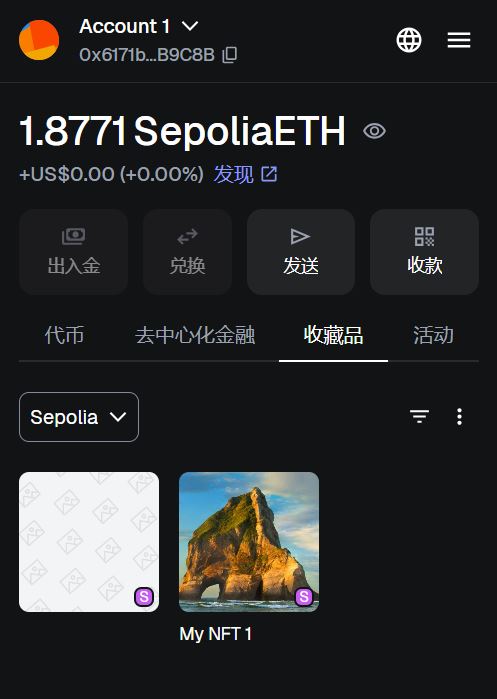 Account 1
0x6171b...B9C8B
1.8771 SepoliaETH
+US$0.00 (+0.00%) 发现
出入金 兑换 发送 收款
代币 去中心化金融 收藏品 活动
Sepolia
S S
My NFT 1